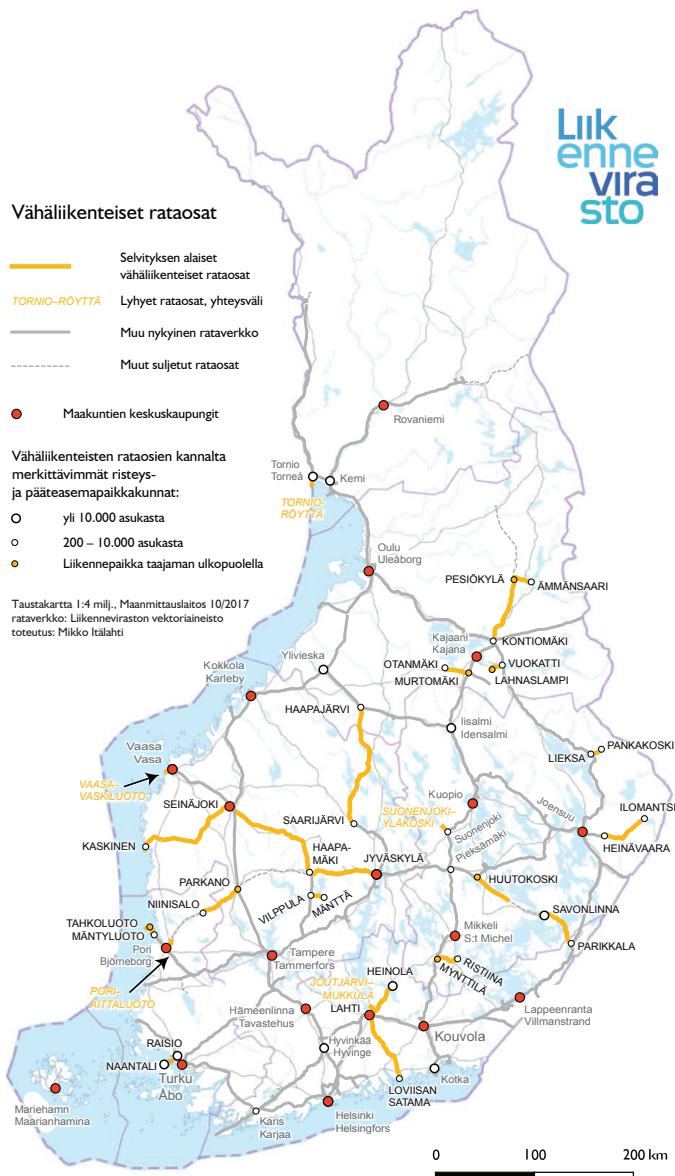 Liik
enne
vira
sto
Vähäliikenteiset rataosat
Selvityksen alaiset
vähäliikenteiset rataosat
TORNIO–RÖYTTÄ
Lyhyet rataosat, yhteysväli
Muu nykyinen rataverkko
Muut suljetut rataosat
Maakuntien keskuskaupungit
Vähäliikenteisten rataosien kannalta
merkittävimmät risteys-
ja pääteasemapaikkakunnat:
yli 10.000 asukasta
200 – 10.000 asukasta
Liikennepaikka taajaman ulkopuolella
Taustakartta 1:4 milj., Maanmittauslaitos 10/2017
rataverkko: Liikenneviraston vektoriaineisto
toteutus: Mikko Itälahti
Rovaniemi
Tornio
Torneå
Kemi
TORNIO-
RÖYTTÄ
Oulu
Uleåborg
PESIÖKYLÄ
ÄMMÄNSAARI
KONTIOMÄKI
Kajaani
Kajana
OTANMÄKI
VUOKATTI
MURTOMÄKI
LAHNASLAMPI
Ylivieska
Kokkola
Karleby
HAAPAJÄRVI
Iisalmi
Idensalmi
PANKAKOSKI
LIEKSA
Vaasa
Vasa
VAASA–
VASKILUOTO
SEINÄJOKI
Kuopio
SUONENJOKI–
YLÄKOSKI
Joensuu
ILOMANTSI
SAARIJÄRVI
Suonenjoki
Pieksämäki
HEINÄVAARA
KASKINEN
HAAPA-
MÄKI
JYVÄSKYLÄ
HUUTOKOSKI
PARKANO
NIINISALO
VILPPULA
MÄNTTÄ
SAVONLINNA
TAHKOLUOTO
MÄNTYLUOTO
Pori
Björneborg
Mikkeli
S:t Michel
PARIKKALA
Tampere
Tammerfors
RISTIINA
MYNTTILÄ
HEINOLA
JOUTJÄRVI–
MUKKULA
PORI–
AITTALUOTO
Hämeenlinna
Tavastehus
LAHTI
Lappeenranta
Villmanstrand
Kouvola
Hyvinkää
Hyvinge
RAISIO
NAANTALI
Turku
Åbo
LOVIISAN
SATAMA
Kotka
Mariehamn
Maarianhamina
Karis
Karjaa
Helsinki
Helsingfors
0 100 200 km